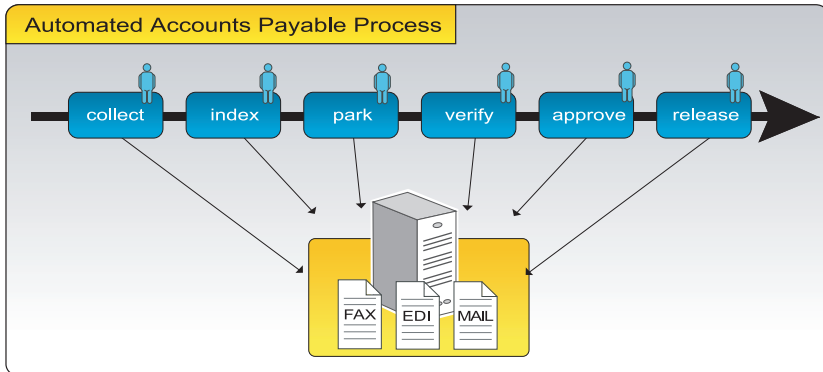 Automated Accounts Payable Process
collect index park verify approve release
FAX EDI MAIL